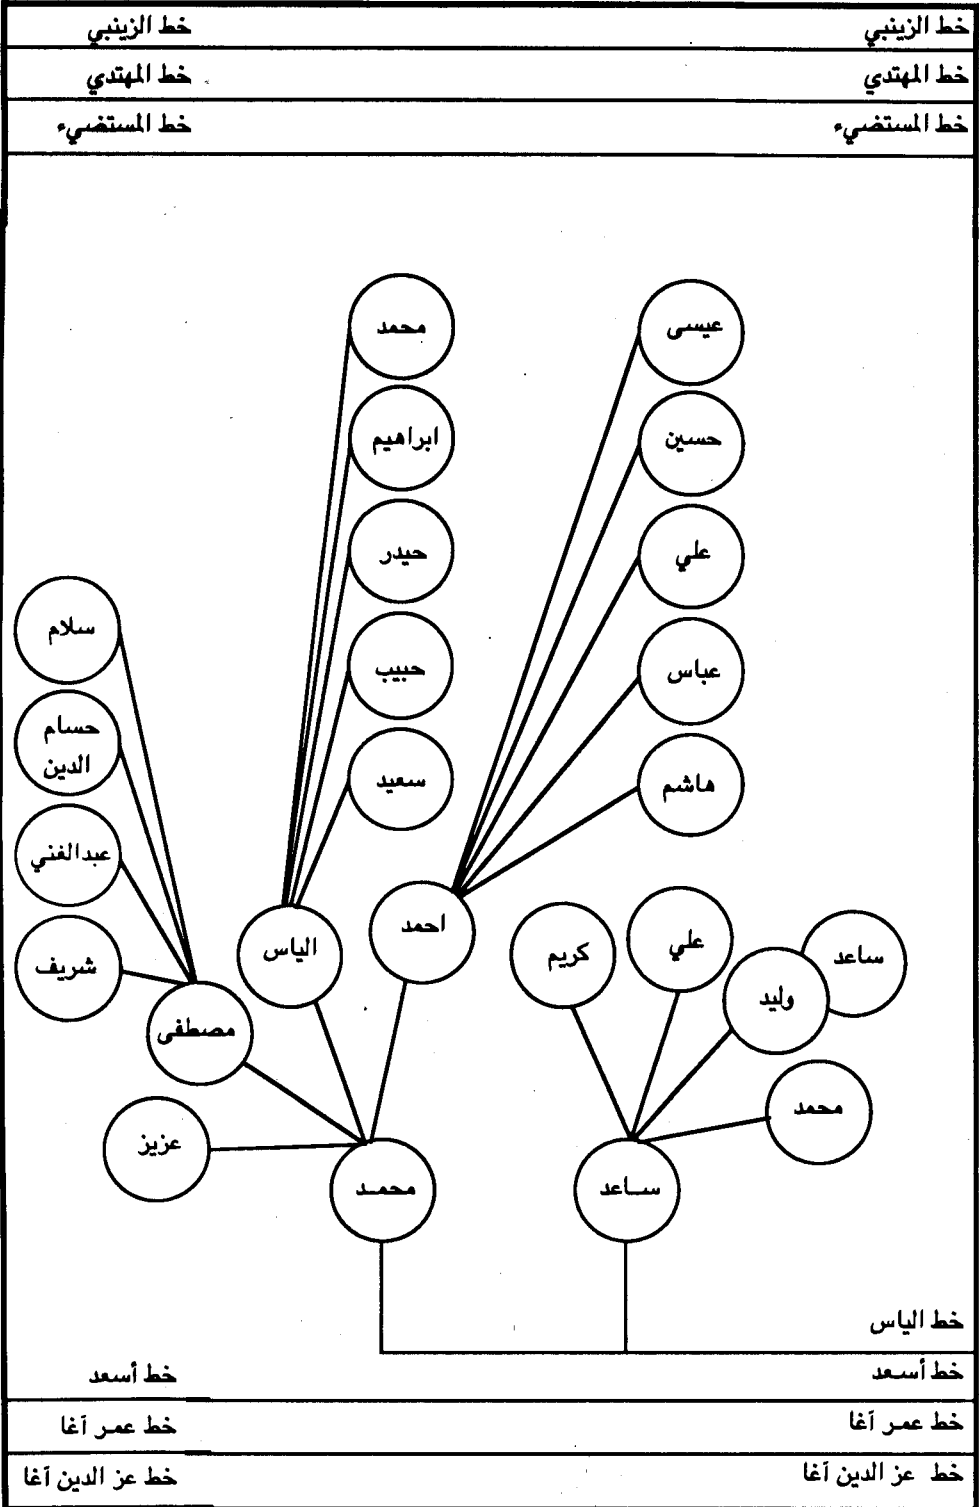 خط الزينبي
خط الزينبي
خط المهتدي
خط المهتدي
خط المستضيء
خط المستضيء
عيسى
محمد
حسين
ابراهيم
علي
حيدر
عباس
حبيب
هاشم
سعيد
سلام
حسام
الدين
عبدالغني
شريف
احمد
الياس
مصطفى
عزيز
ساعد
وليد
علي
كريم
محمد
ســاعد
محمــد
خط الياس
خط أسعد
خط أسعد
خط عمر آغا
خط عمر آغا
خط عز الدين آغا
خط عز الدين آغا